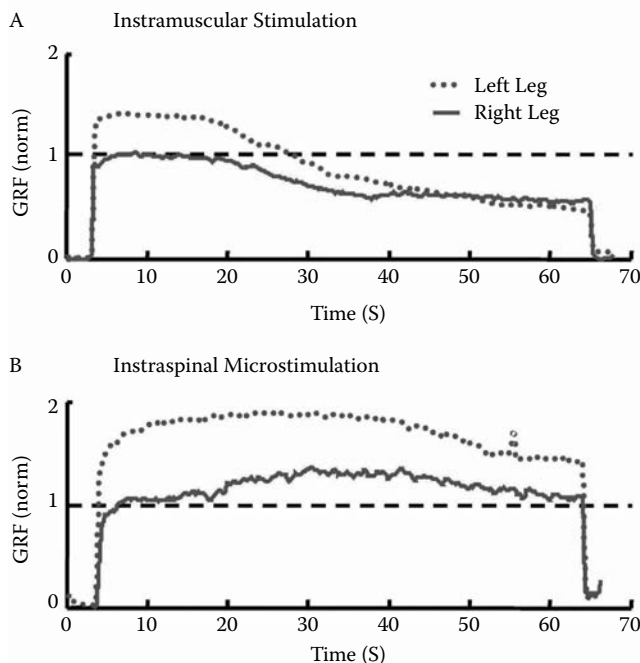 A Instramuscular Stimulation
2
Left Leg
Right Leg
1
GRF (norm)
0
0 10 20 30 40 50 60 70
Time (S)
B Instraspinal Microstimulation
2
1
GRF (norm)
0
0 10 20 30 40 50 60 70
Time (S)